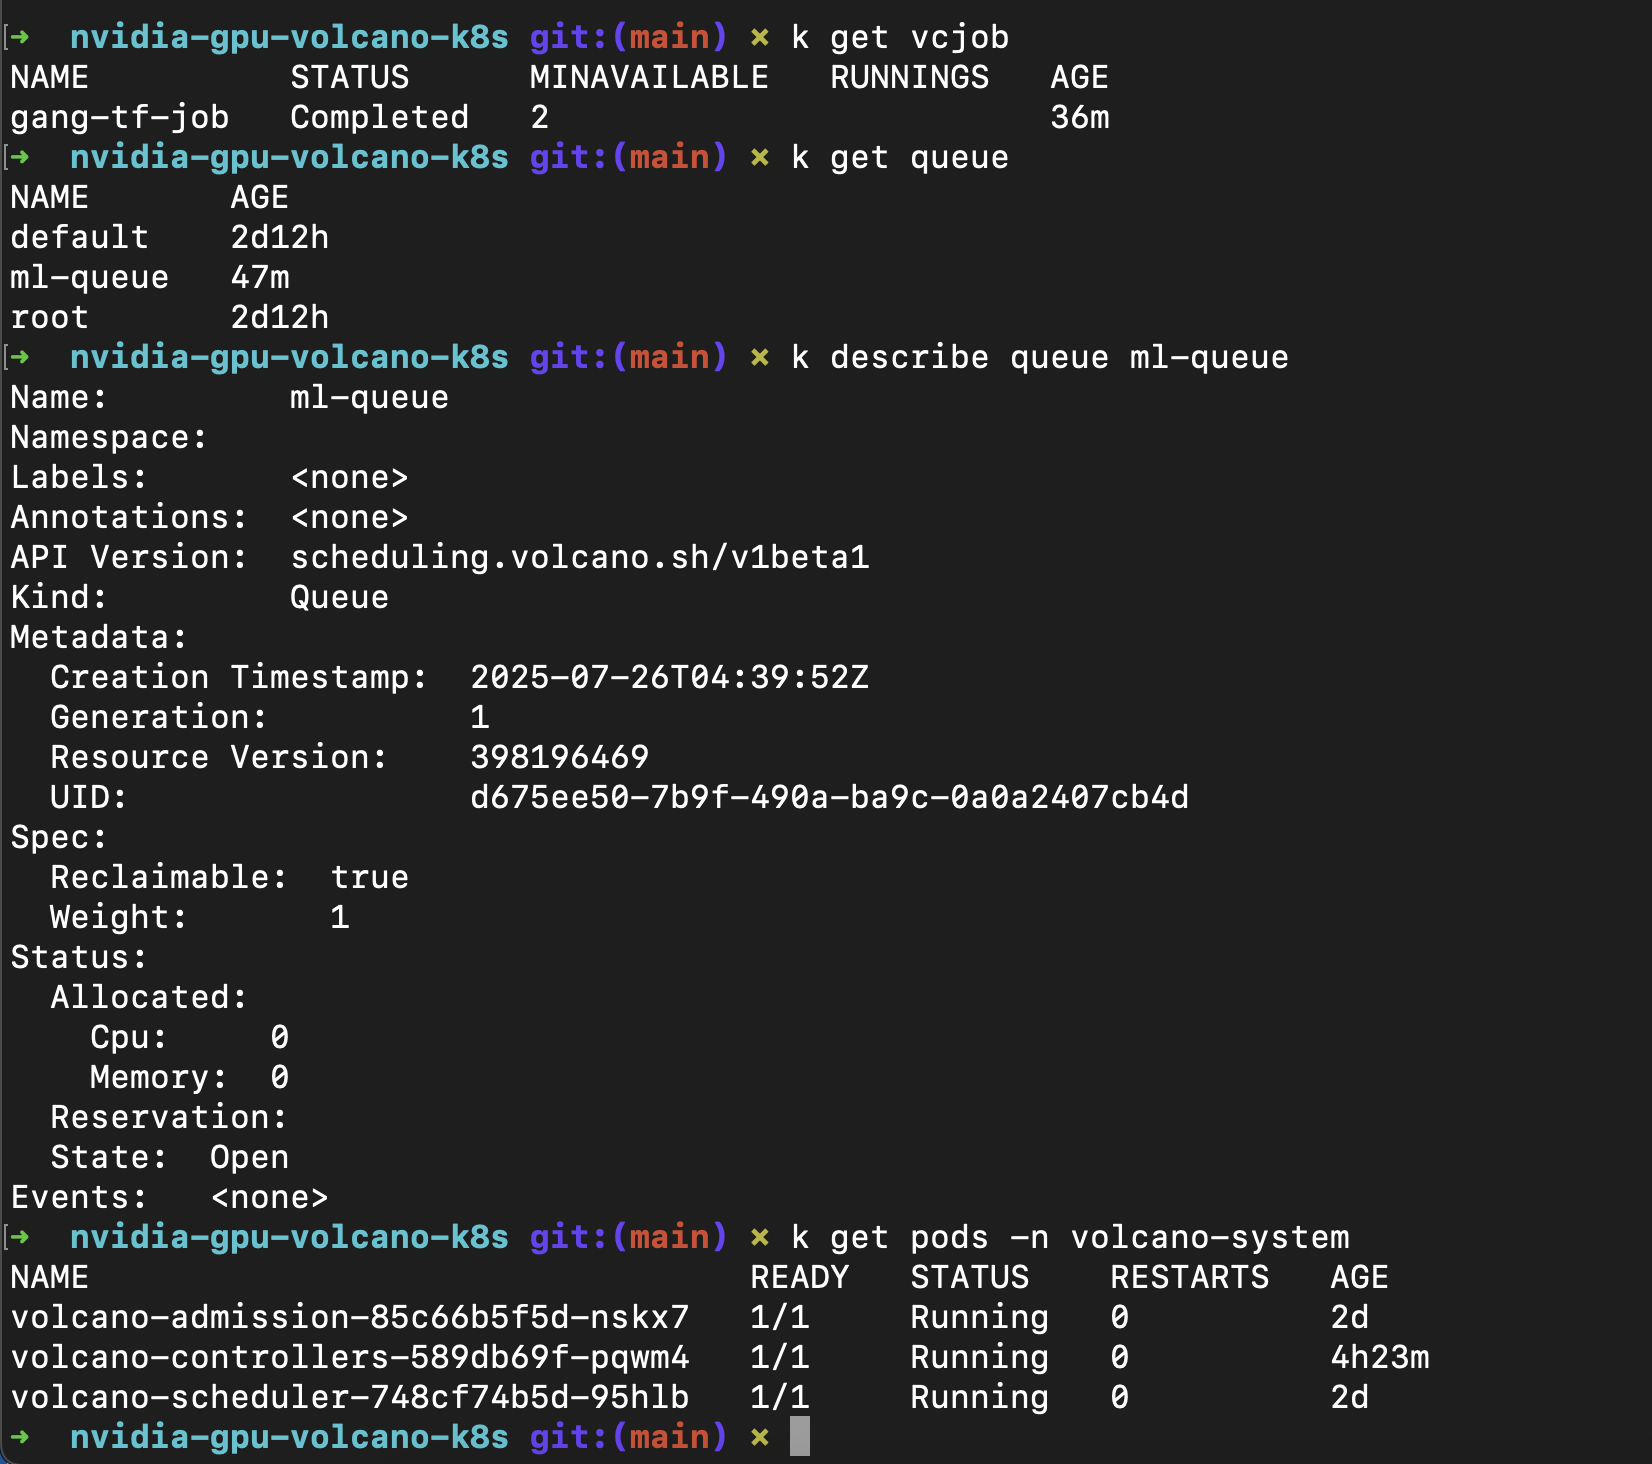 [➜  nvidia-gpu-volcano-k8s git:(main) ✗ k get vcjob
NAME          STATUS      MINAVAILABLE   RUNNINGS   AGE
gang-tf-job   Completed   2                         36m
[➜  nvidia-gpu-volcano-k8s git:(main) ✗ k get queue
NAME       AGE
default    2d12h
ml-queue   47m
root       2d12h
[➜  nvidia-gpu-volcano-k8s git:(main) ✗ k describe queue ml-queue
Name:         ml-queue
Namespace:
Labels:       <none>
Annotations:  <none>
API Version:  scheduling.volcano.sh/v1beta1
Kind:         Queue
Metadata:
  Creation Timestamp:  2025-07-26T04:39:52Z
  Generation:          1
  Resource Version:    398196469
  UID:                 d675ee50-7b9f-490a-ba9c-0a0a2407cb4d
Spec:
  Reclaimable:  true
  Weight:       1
Status:
  Allocated:
    Cpu:     0
    Memory:  0
  Reservation:
  State:  Open
Events:   <none>
[➜  nvidia-gpu-volcano-k8s git:(main) ✗ k get pods -n volcano-system
NAME                                 READY   STATUS    RESTARTS   AGE
volcano-admission-85c66b5f5d-nskx7   1/1     Running   0          2d
volcano-controllers-589db69f-pqwm4   1/1     Running   0          4h23m
volcano-scheduler-748cf74b5d-95hlb   1/1     Running   0          2d
➜  nvidia-gpu-volcano-k8s git:(main) ✗